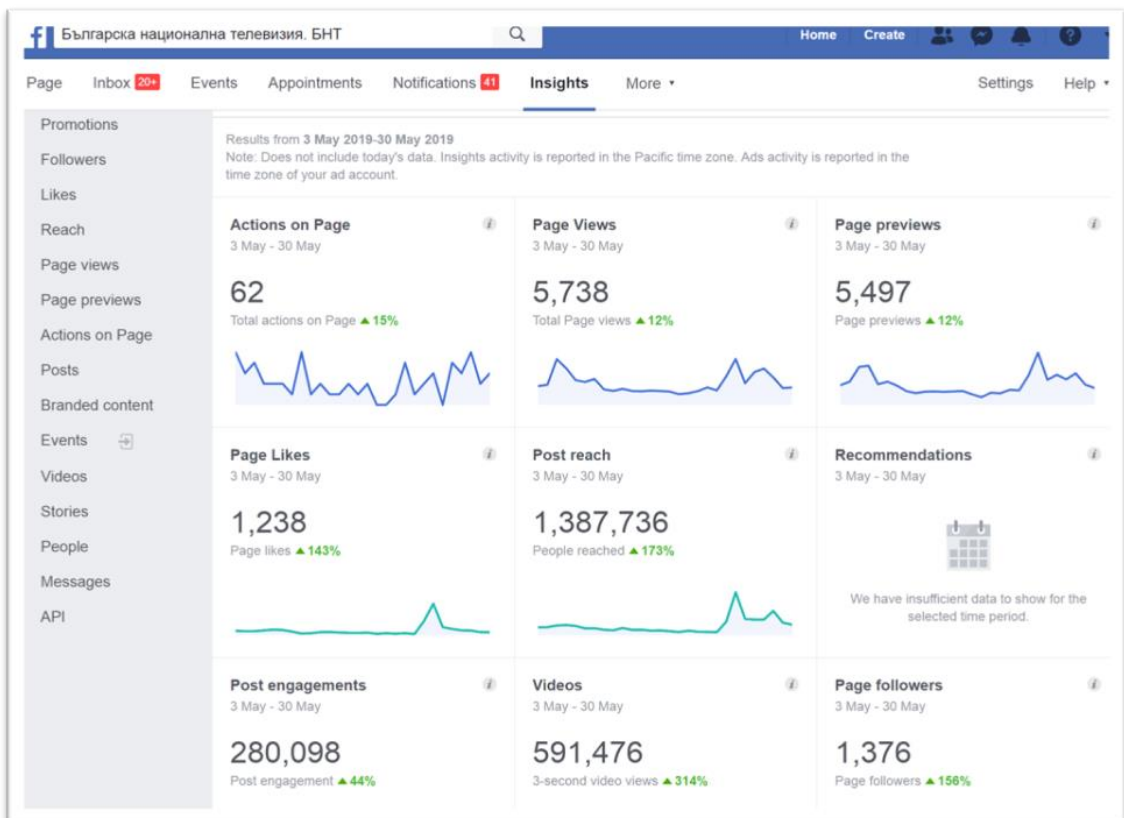 f Българска национална телевизия. БНТ Home Create ?
Page Inbox 20+ Events Appointments Notifications 41 Insights More Settings Help
Promotions
Followers
Likes
Reach
Page views
Page previews
Actions on Page
Posts
Branded content
Events
Videos
Stories
People
Messages
API
Results from 3 May 2019-30 May 2019
Note: Does not include today's data. Insights activity is reported in the Pacific time zone. Ads activity is reported in the
time zone of your ad account.
Actions on Page i
3 May - 30 May
62
Total actions on Page ▲ 15%
Page Views i
3 May - 30 May
5,738
Total Page views ▲ 12%
Page previews i
3 May - 30 May
5,497
Page previews ▲ 12%
Page Likes i
3 May - 30 May
1,238
Page likes ▲ 143%
Post reach i
3 May - 30 May
1,387,736
People reached ▲ 173%
Recommendations i
3 May - 30 May
We have insufficient data to show for the
selected time period.
Post engagements i
3 May - 30 May
280,098
Post engagement ▲ 44%
Videos i
3 May - 30 May
591,476
3-second video views ▲ 314%
Page followers i
3 May - 30 May
1,376
Page followers ▲ 156%